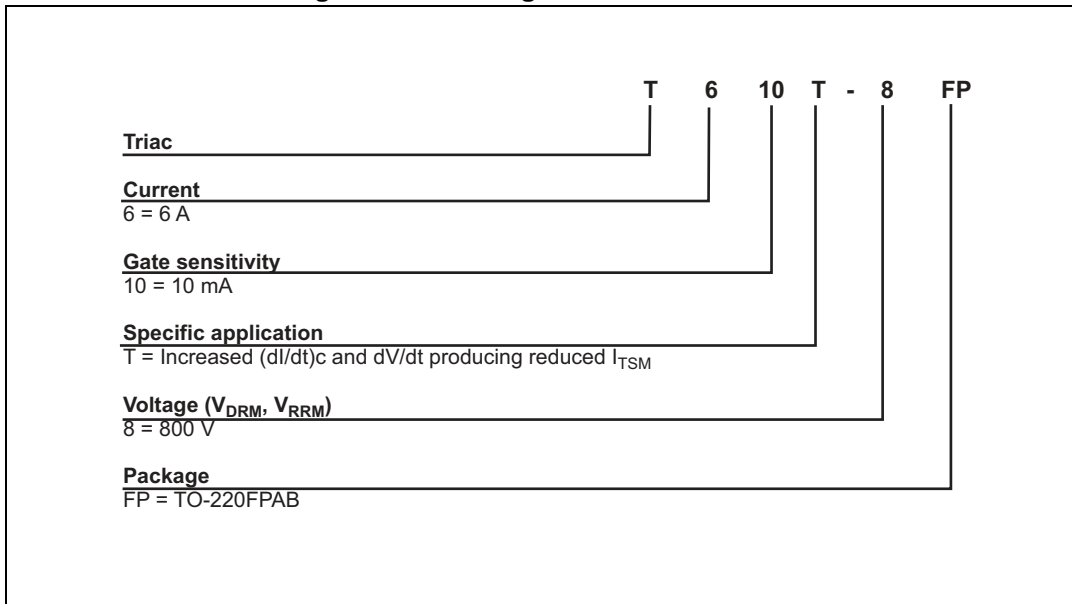 T 6 10 T - 8 FP
Triac
Current
6 = 6 A
Gate sensitivity
10 = 10 mA
Specific application
T = Increased (dI/dt)c and dV/dt producing reduced ITSM
Voltage (VDRM, VRRM)
8 = 800 V
Package
FP = TO-220FPAB